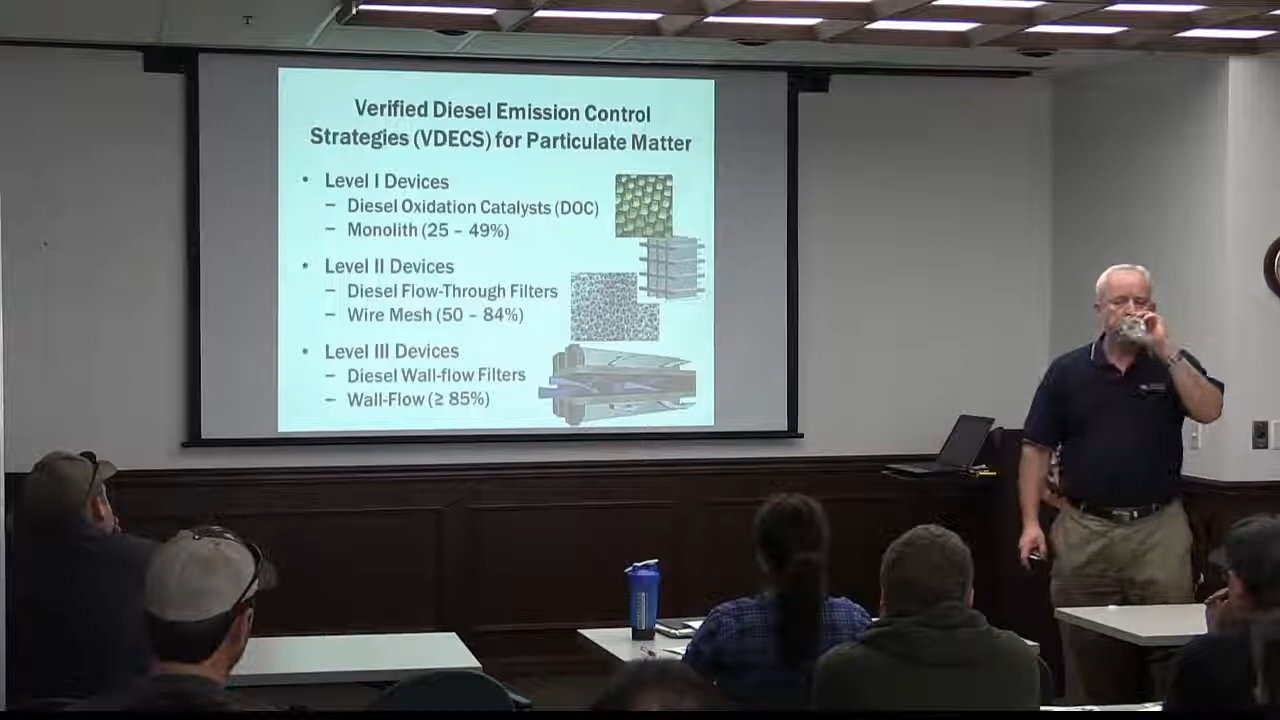 Verified Diesel Emission Control
Strategies (VDECS) for Particulate Matter
• Level I Devices
– Diesel Oxidation Catalysts (DOC)
– Monolith (25 – 49%)
• Level II Devices
– Diesel Flow-Through Filters
– Wire Mesh (50 – 84%)
• Level III Devices
– Diesel Wall-flow Filters
– Wall-Flow (≥ 85%)